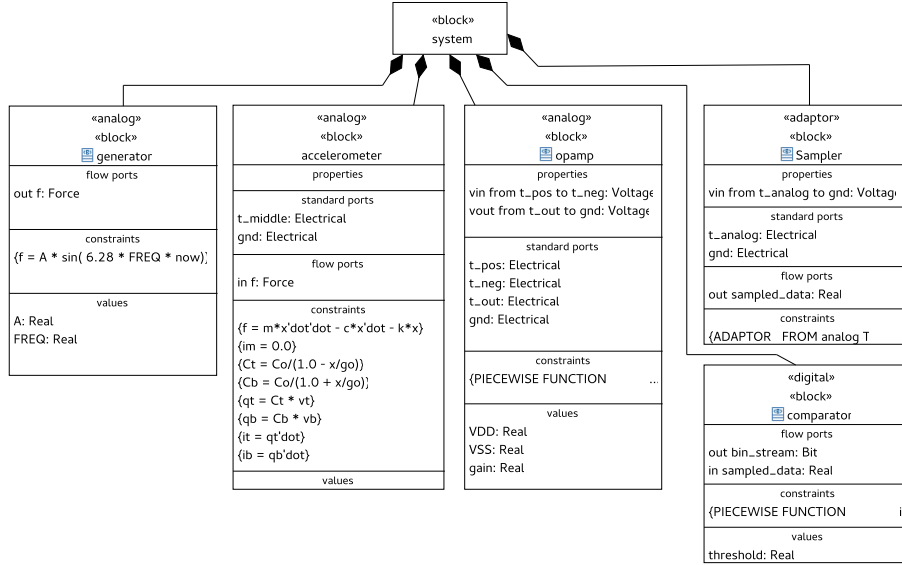 «block»
system
«analog»
«block»
generator
flow ports
out f: Force
constraints
{f = A * sin( 6.28 * FREQ * now)}
values
A: Real
FREQ: Real
«analog»
«block»
accelerometer
properties
standard ports
t_middle: Electrical
gnd: Electrical
flow ports
in f: Force
constraints
{f = m*x'dot'dot - c*x'dot - k*x}
{im = 0.0}
{Ct = Co/(1.0 - x/go)}
{Cb = Co/(1.0 + x/go)}
{qt = Ct * vt}
{qb = Cb * vb}
{it = qt'dot}
{ib = qb'dot}
values
«analog»
«block»
opamp
properties
vin from t_pos to t_neg: Voltage
vout from t_out to gnd: Voltage
standard ports
t_pos: Electrical
t_neg: Electrical
t_out: Electrical
gnd: Electrical
constraints
{PIECEWISE FUNCTION ...
values
VDD: Real
VSS: Real
gain: Real
«adaptor»
«block»
Sampler
properties
vin from t_analog to gnd: Voltage
standard ports
t_analog: Electrical
gnd: Electrical
flow ports
out sampled_data: Real
constraints
{ADAPTOR FROM analog T
«digital»
«block»
comparator
flow ports
out bin_stream: Bit
in sampled_data: Real
constraints
{PIECEWISE FUNCTION i
values
threshold: Real